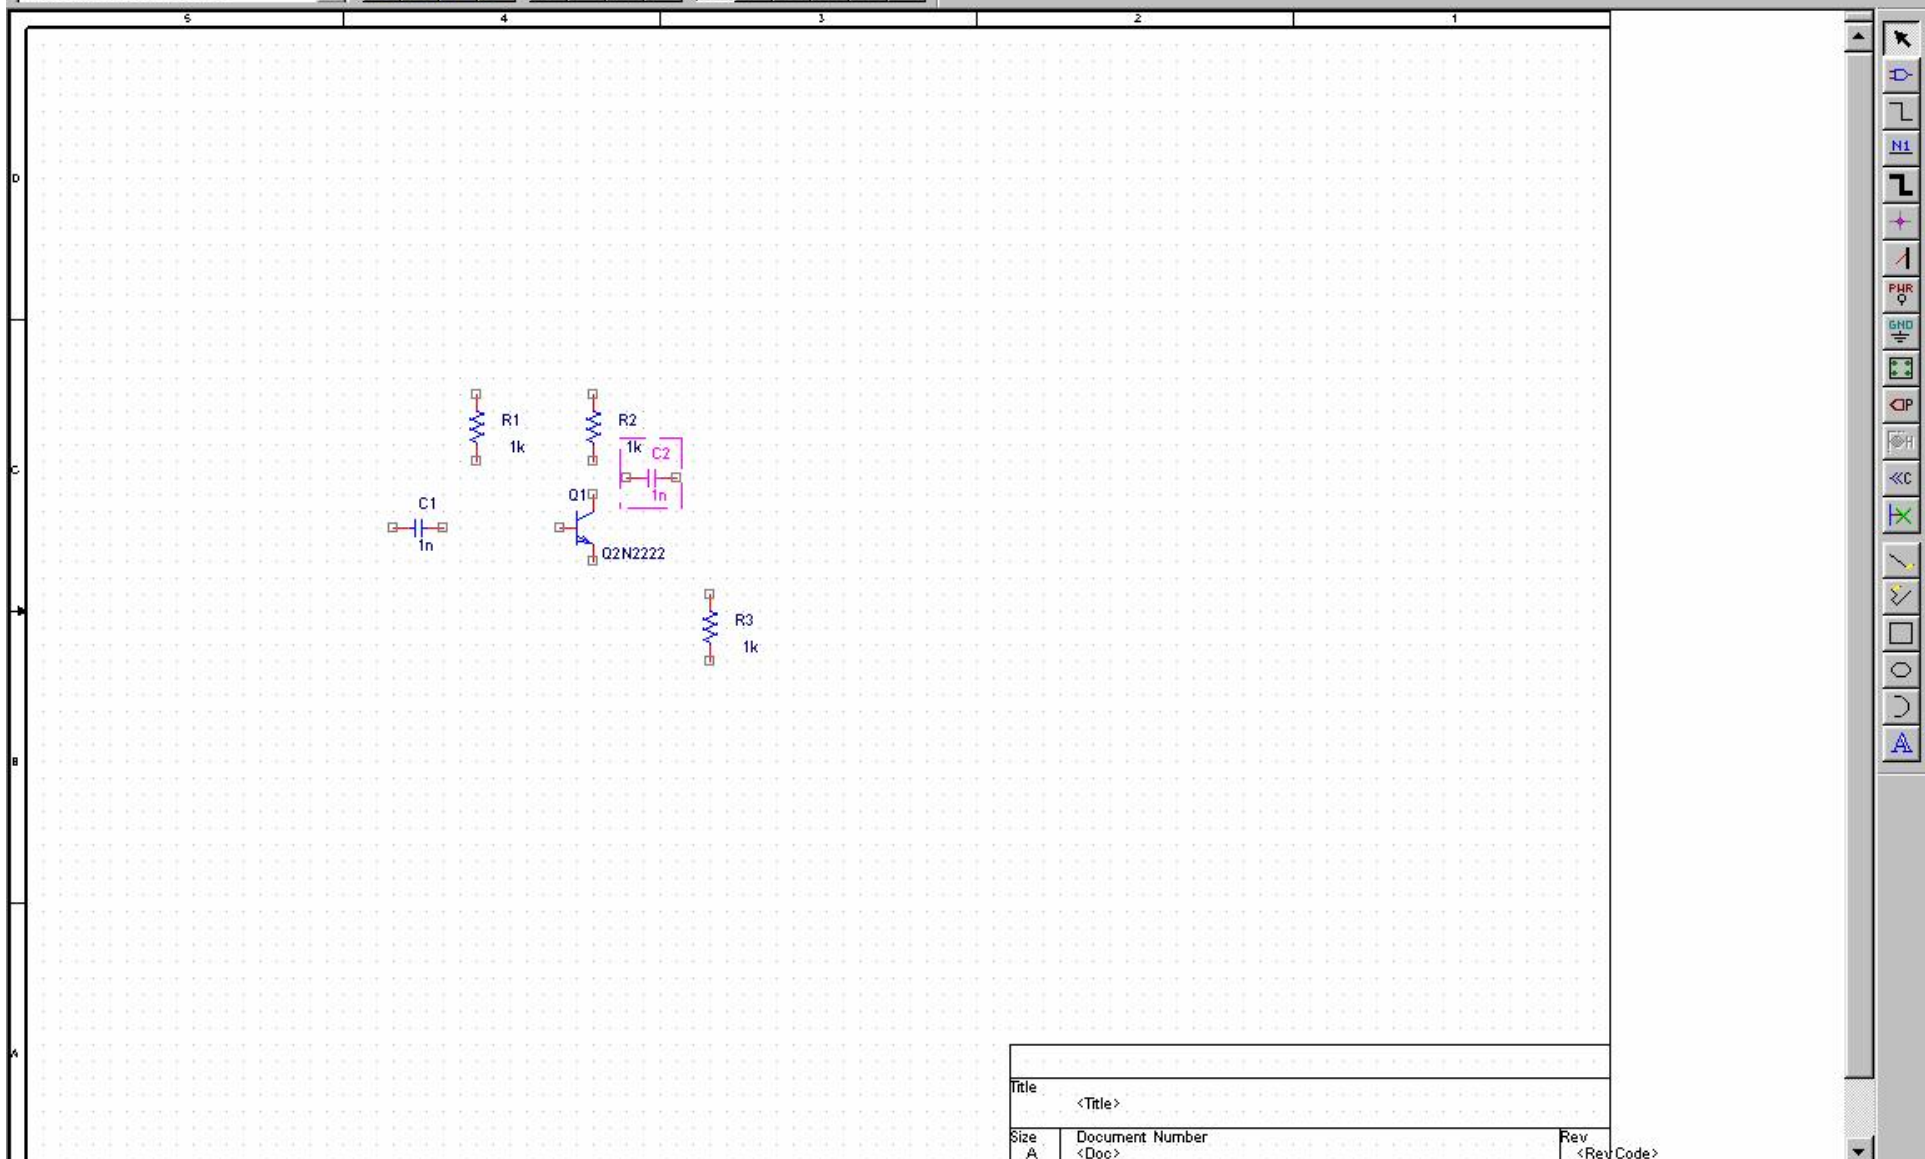 5 4 3 2 1
D
C
B
A
R1
1k
R2
1k
C2
1n
C1
1n
Q1
Q2N2222
R3
1k
N1
PWR
GND
P
H
<<C
A
Title
<Title>
Size
A
Document Number
<Doc>
Rev
<RevCode>